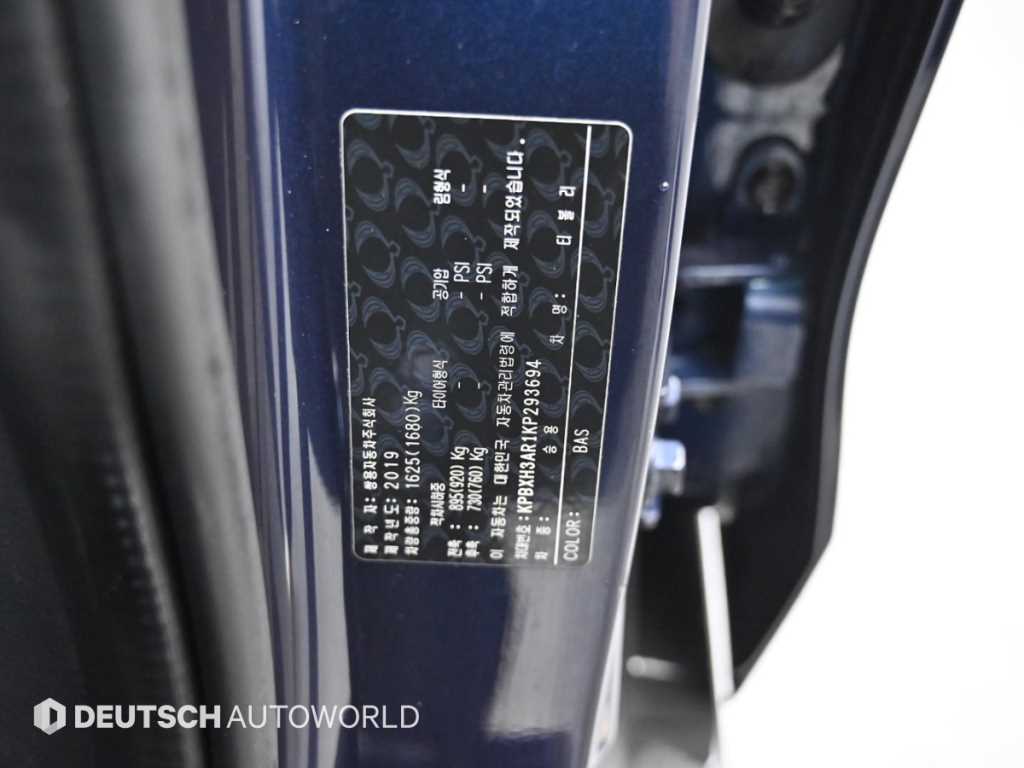 제 작 자 : 쌍용자동차주식회사
제작년도 : 2019
차량총중량 : 1625(1680)Kg
적차시하중 타이어형식 공기압 림형식
전축 : 895(920) Kg - - PSI -
후축 : 730(760) Kg - - PSI -
이 자동차는 대한민국 자동차관리법령에 적합하게 제작되었습니다.
차대번호: KPBXH3AR1KP293694
차 종: 승 용 차 명: 티 볼 리
COLOR: BAS
DEUTSCH AUTOWORLD